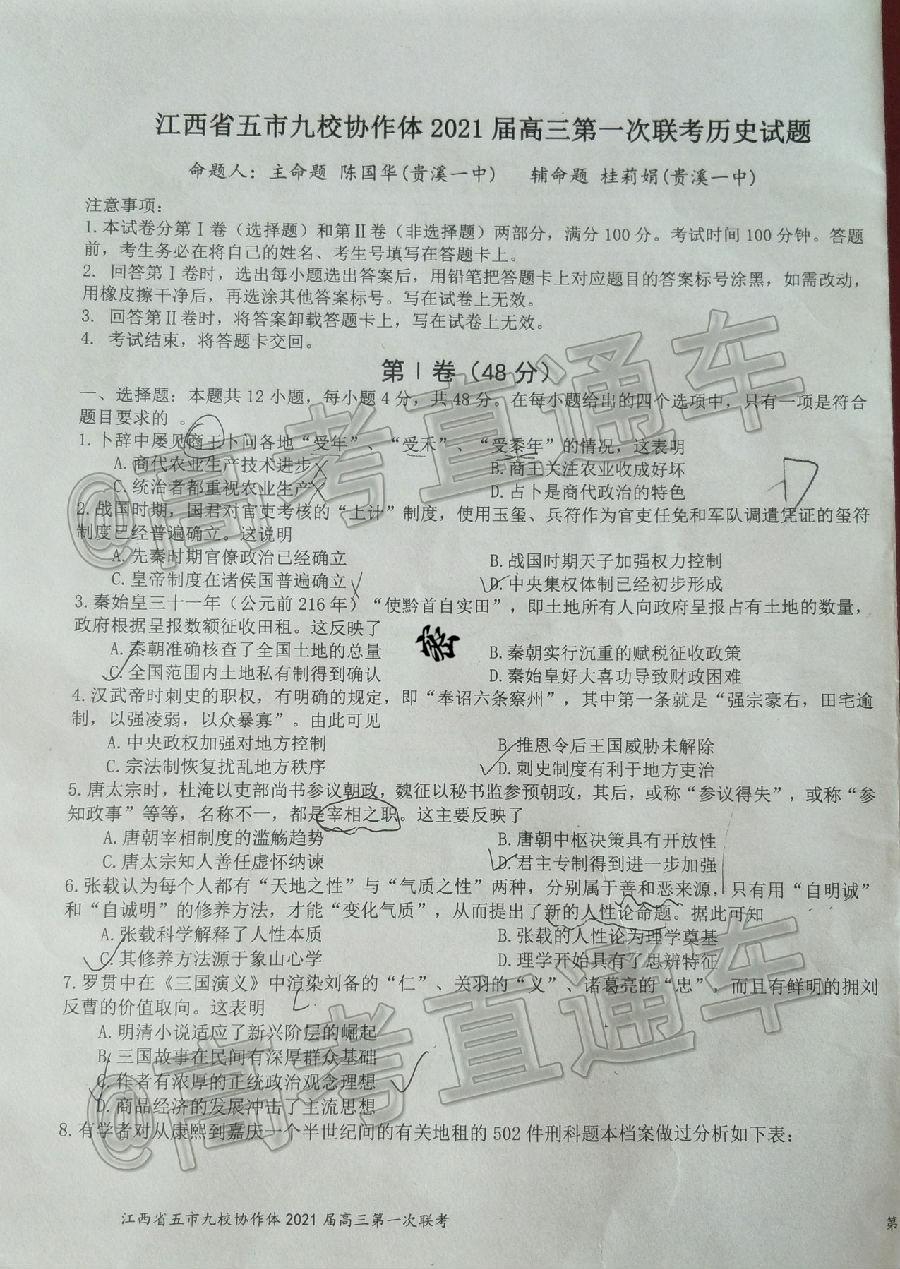 江西省五市九校协作体2021届高三第一次联考历史试题
命题人：主命题 陈国华(贵溪一中) 辅命题 桂莉娟(贵溪一中)
注意事项：
1.本试卷分第Ⅰ卷（选择题）和第Ⅱ卷（非选择题）两部分，满分100分。考试时间100分钟。答题
前，考生务必在将自己的姓名、考生号填写在答题卡上。
2. 回答第Ⅰ卷时，选出每小题选出答案后，用铅笔把答题卡上对应题目的答案标号涂黑，如需改动，
用橡皮擦干净后，再选涂其他答案标号。写在试卷上无效。
3. 回答第Ⅱ卷时，将答案卸载答题卡上，写在试卷上无效。
4. 考试结束，将答题卡交回。
第Ⅰ卷（48分）
一、选择题：本题共12小题，每小题4分，共48分。在每小题给出的四个选项中，只有一项是符合
题目要求的 。
1.卜辞中屡见商王卜问各地“受年”、“受禾”、“受黍年”的情况，这表明
A.商代农业生产技术进步 B.商王关注农业收成好坏
C.统治者都重视农业生产 D.占卜是商代政治的特色
2.战国时期，国君对官吏考核的“上计”制度，使用玉玺、兵符作为官吏任免和军队调遣凭证的玺符
制度已经普遍确立。这说明
A.先秦时期官僚政治已经确立 B.战国时期天子加强权力控制
C.皇帝制度在诸侯国普遍确立 D.中央集权体制已经初步形成
3.秦始皇三十一年（公元前216年）“使黔首自实田”，即土地所有人向政府呈报占有土地的数量，
政府根据呈报数额征收田租。这反映了
A.秦朝准确核查了全国土地的总量 B.秦朝实行沉重的赋税征收政策
C.全国范围内土地私有制得到确认 D.秦始皇好大喜功导致财政困难
4.汉武帝时刺史的职权，有明确的规定，即“奉诏六条察州”，其中第一条就是“强宗豪右，田宅逾
制，以强凌弱，以众暴寡”。由此可见
A.中央政权加强对地方控制 B.推恩令后王国威胁未解除
C.宗法制恢复扰乱地方秩序 D.刺史制度有利于地方吏治
5.唐太宗时，杜淹以吏部尚书参议朝政，魏征以秘书监参预朝政，其后，或称“参议得失”，或称“参
知政事”等等，名称不一，都是宰相之职。这主要反映了
A.唐朝宰相制度的滥觞趋势 B.唐朝中枢决策具有开放性
C.唐太宗知人善任虚怀纳谏 D.君主专制得到进一步加强
6.张载认为每个人都有“天地之性”与“气质之性”两种，分别属于善和恶来源，只有用“自明诚”
和“自诚明”的修养方法，才能“变化气质”，从而提出了新的人性论命题。据此可知
A.张载科学解释了人性本质 B.张载的人性论为理学奠基
C.其修养方法源于象山心学 D.理学开始具有了思辨特征
7.罗贯中在《三国演义》中渲染刘备的“仁”、关羽的“义”、诸葛亮的“忠”，而且有鲜明的拥刘
反曹的价值取向。这表明
A.明清小说适应了新兴阶层的崛起
B.三国故事在民间有深厚群众基础
C.作者有浓厚的正统政治观念理想
D.商品经济的发展冲击了主流思想
8.有学者对从康熙到嘉庆一个半世纪间的有关地租的502件刑科题本档案做过分析如下表：
江西省五市九校协作体2021届高三第一次联考
第
@高考直通车
@高考直通车